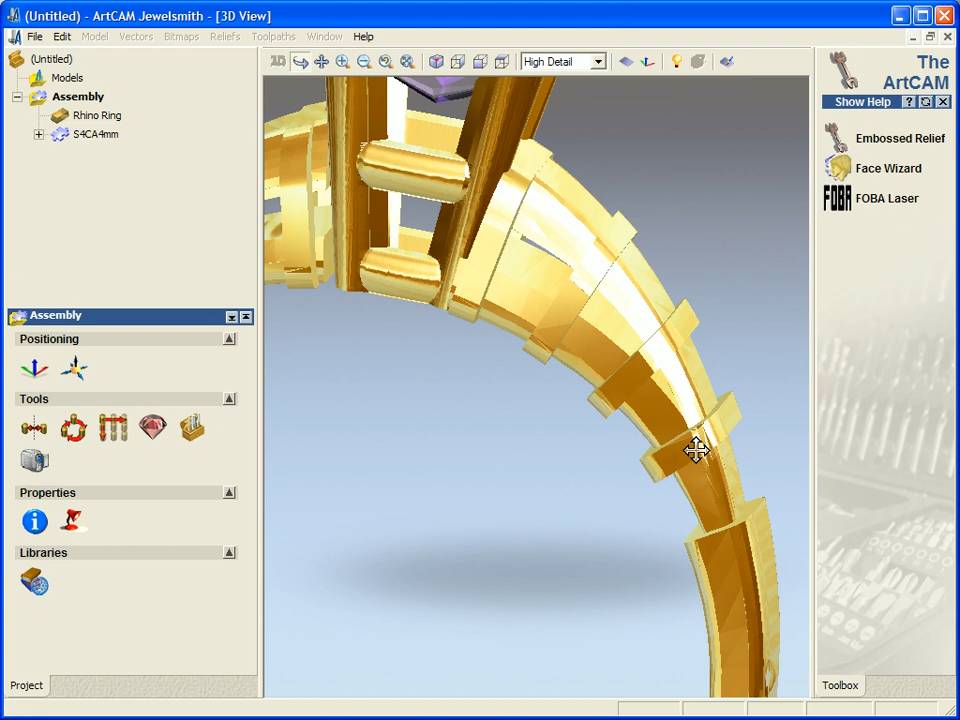 (Untitled) - ArtCAM Jewelsmith - [3D View]
File Edit Model Vectors Bitmaps Reliefs Toolpaths Window Help
(Untitled)
Models
Assembly
Rhino Ring
S4CA4mm
Assembly
Positioning
Tools
Properties
Libraries
Project
2D
High Detail
The
ArtCAM
Show Help
?
Embossed Relief
Face Wizard
FOBA
FOBA Laser
Toolbox